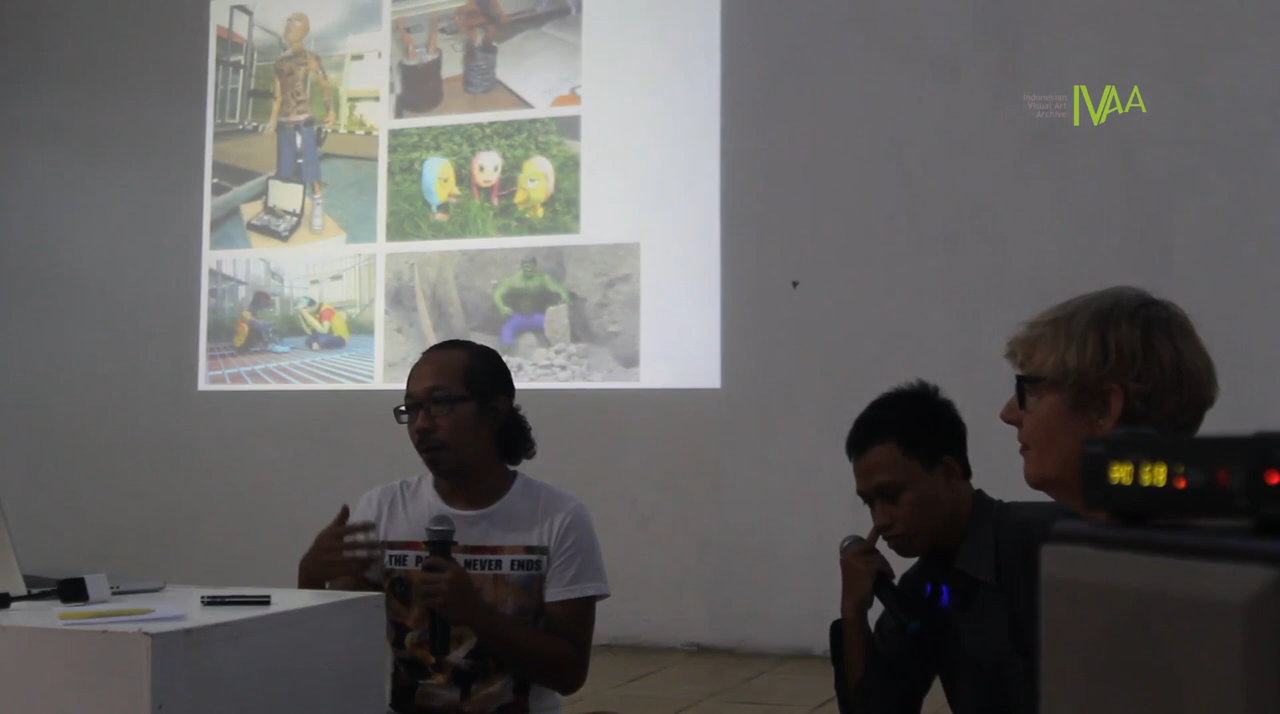 Indonesian
Visual Art
Archive
IVAA
THE P NEVER ENDS